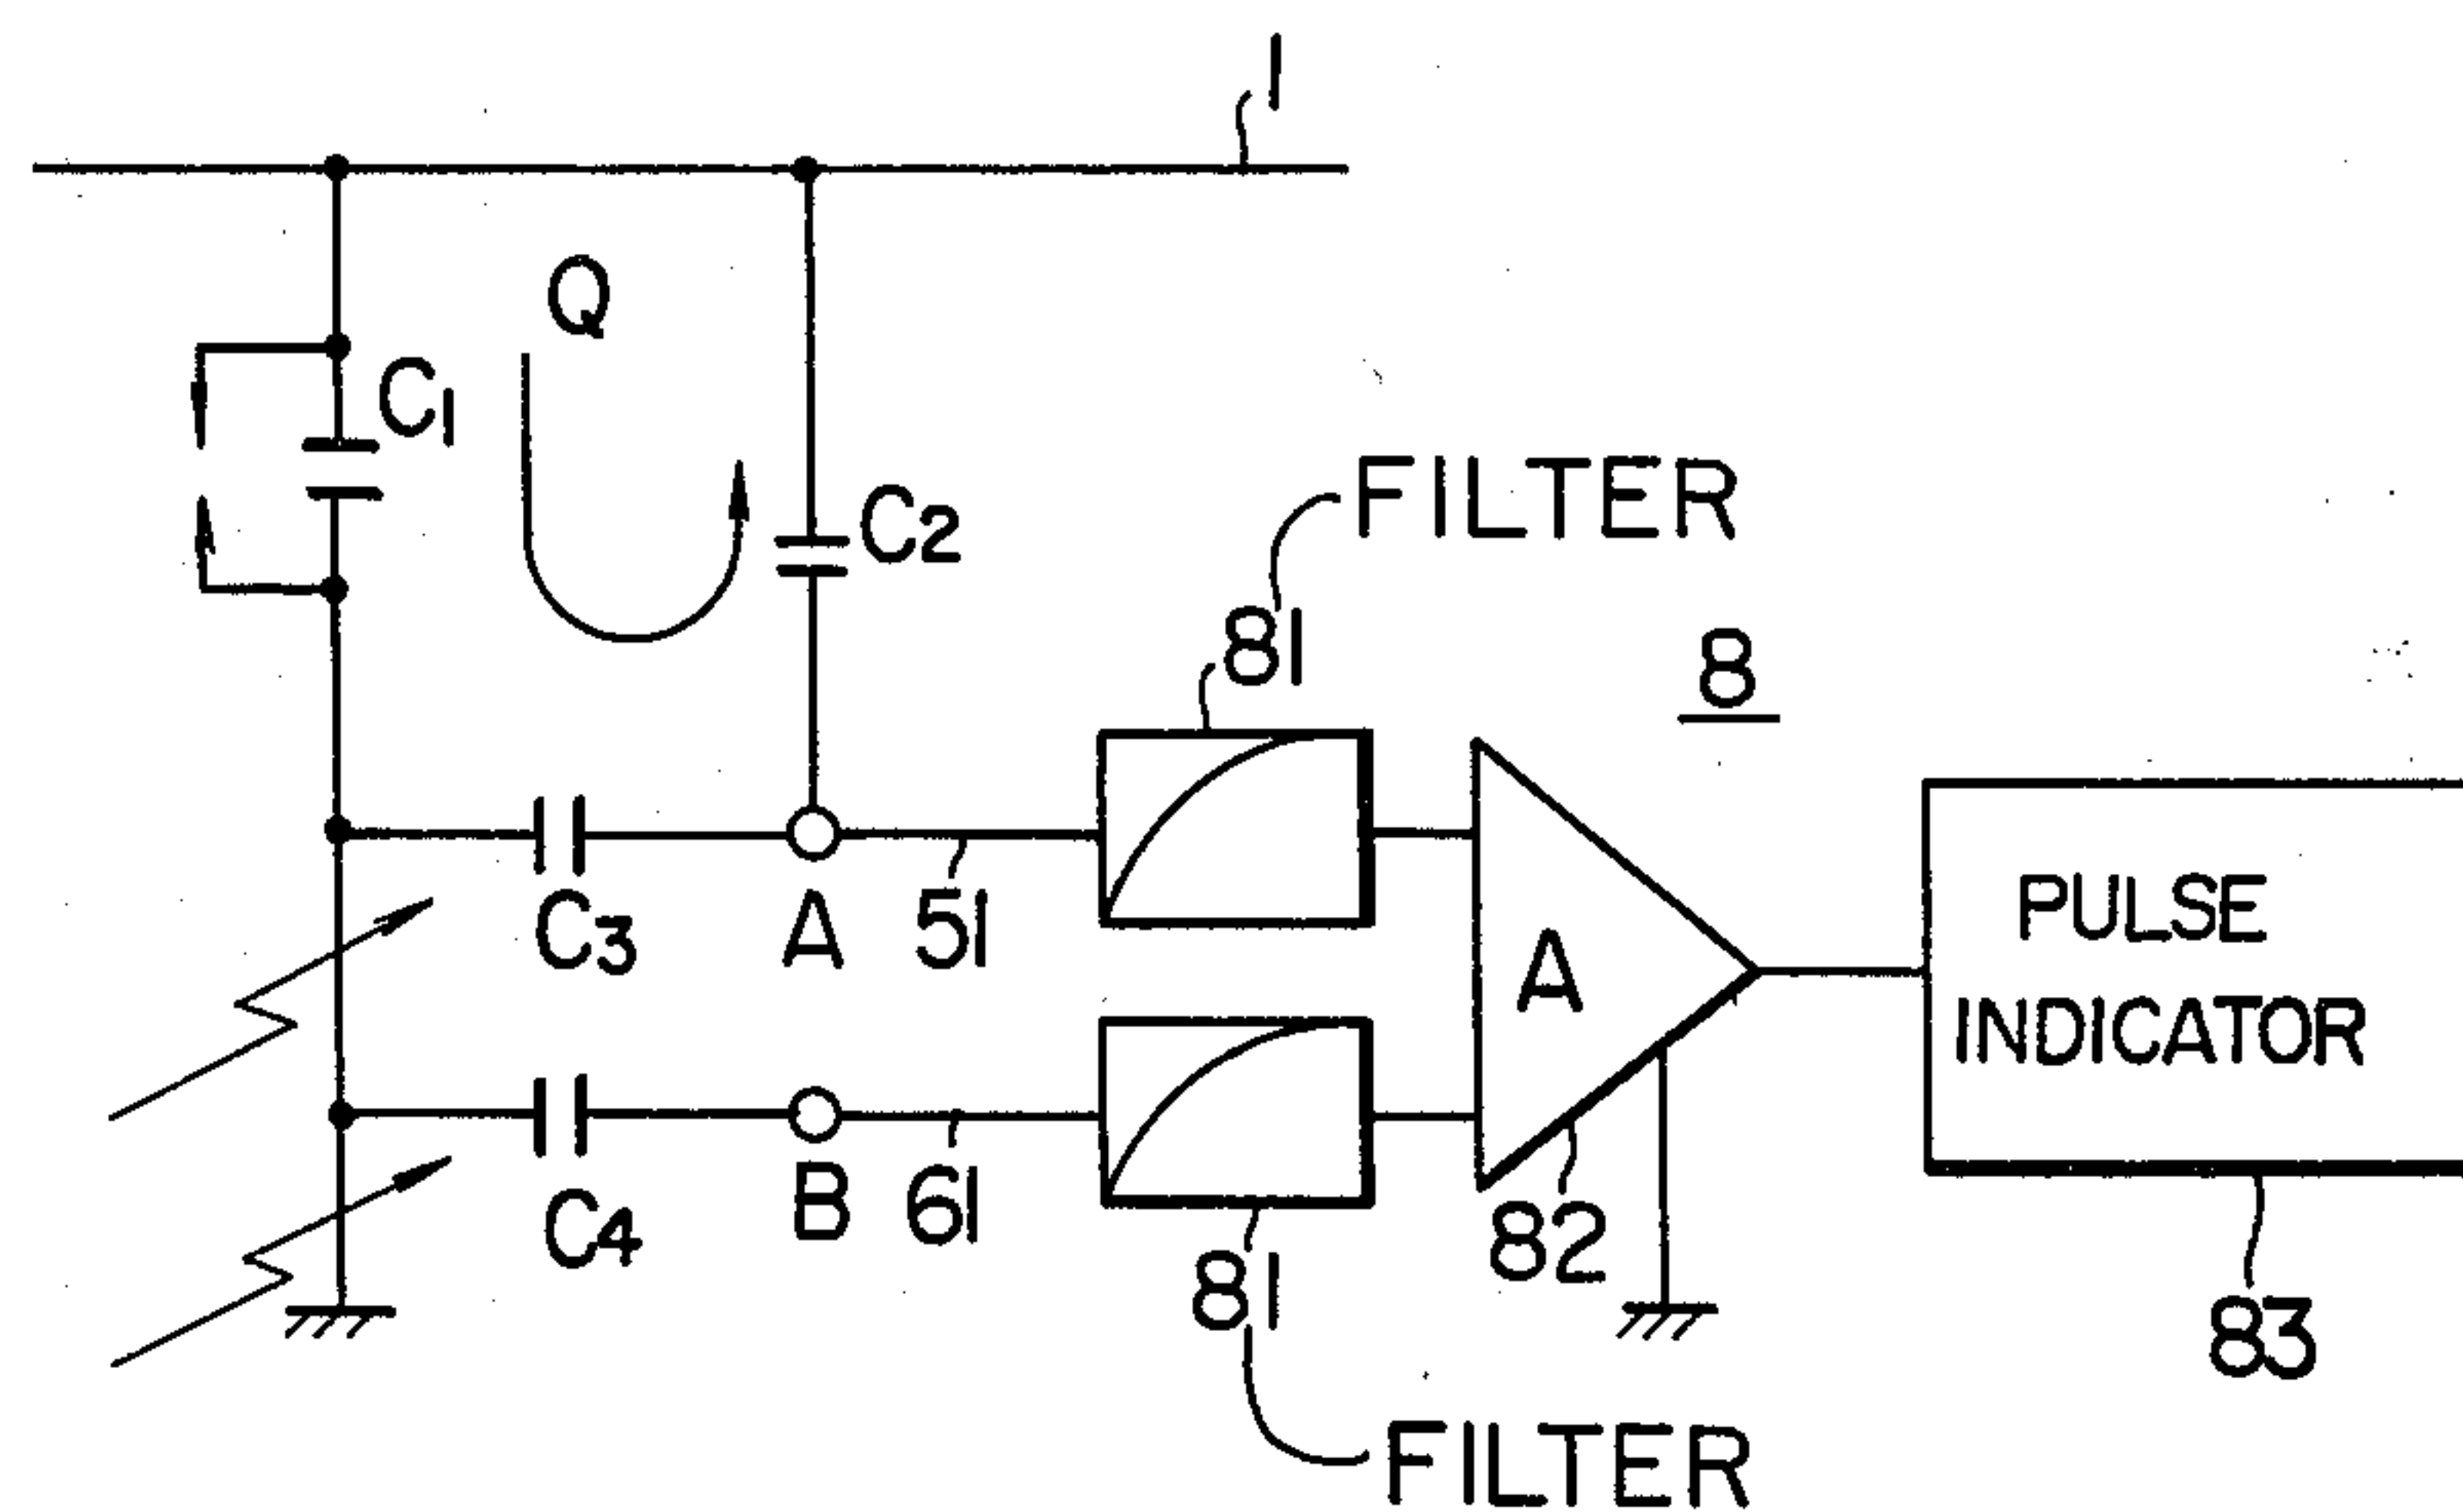 1
Q
C1
C2
FILTER
81
8
C3
A
51
A
PULSE
INDICATOR
C4
B
61
81
82
83
FILTER